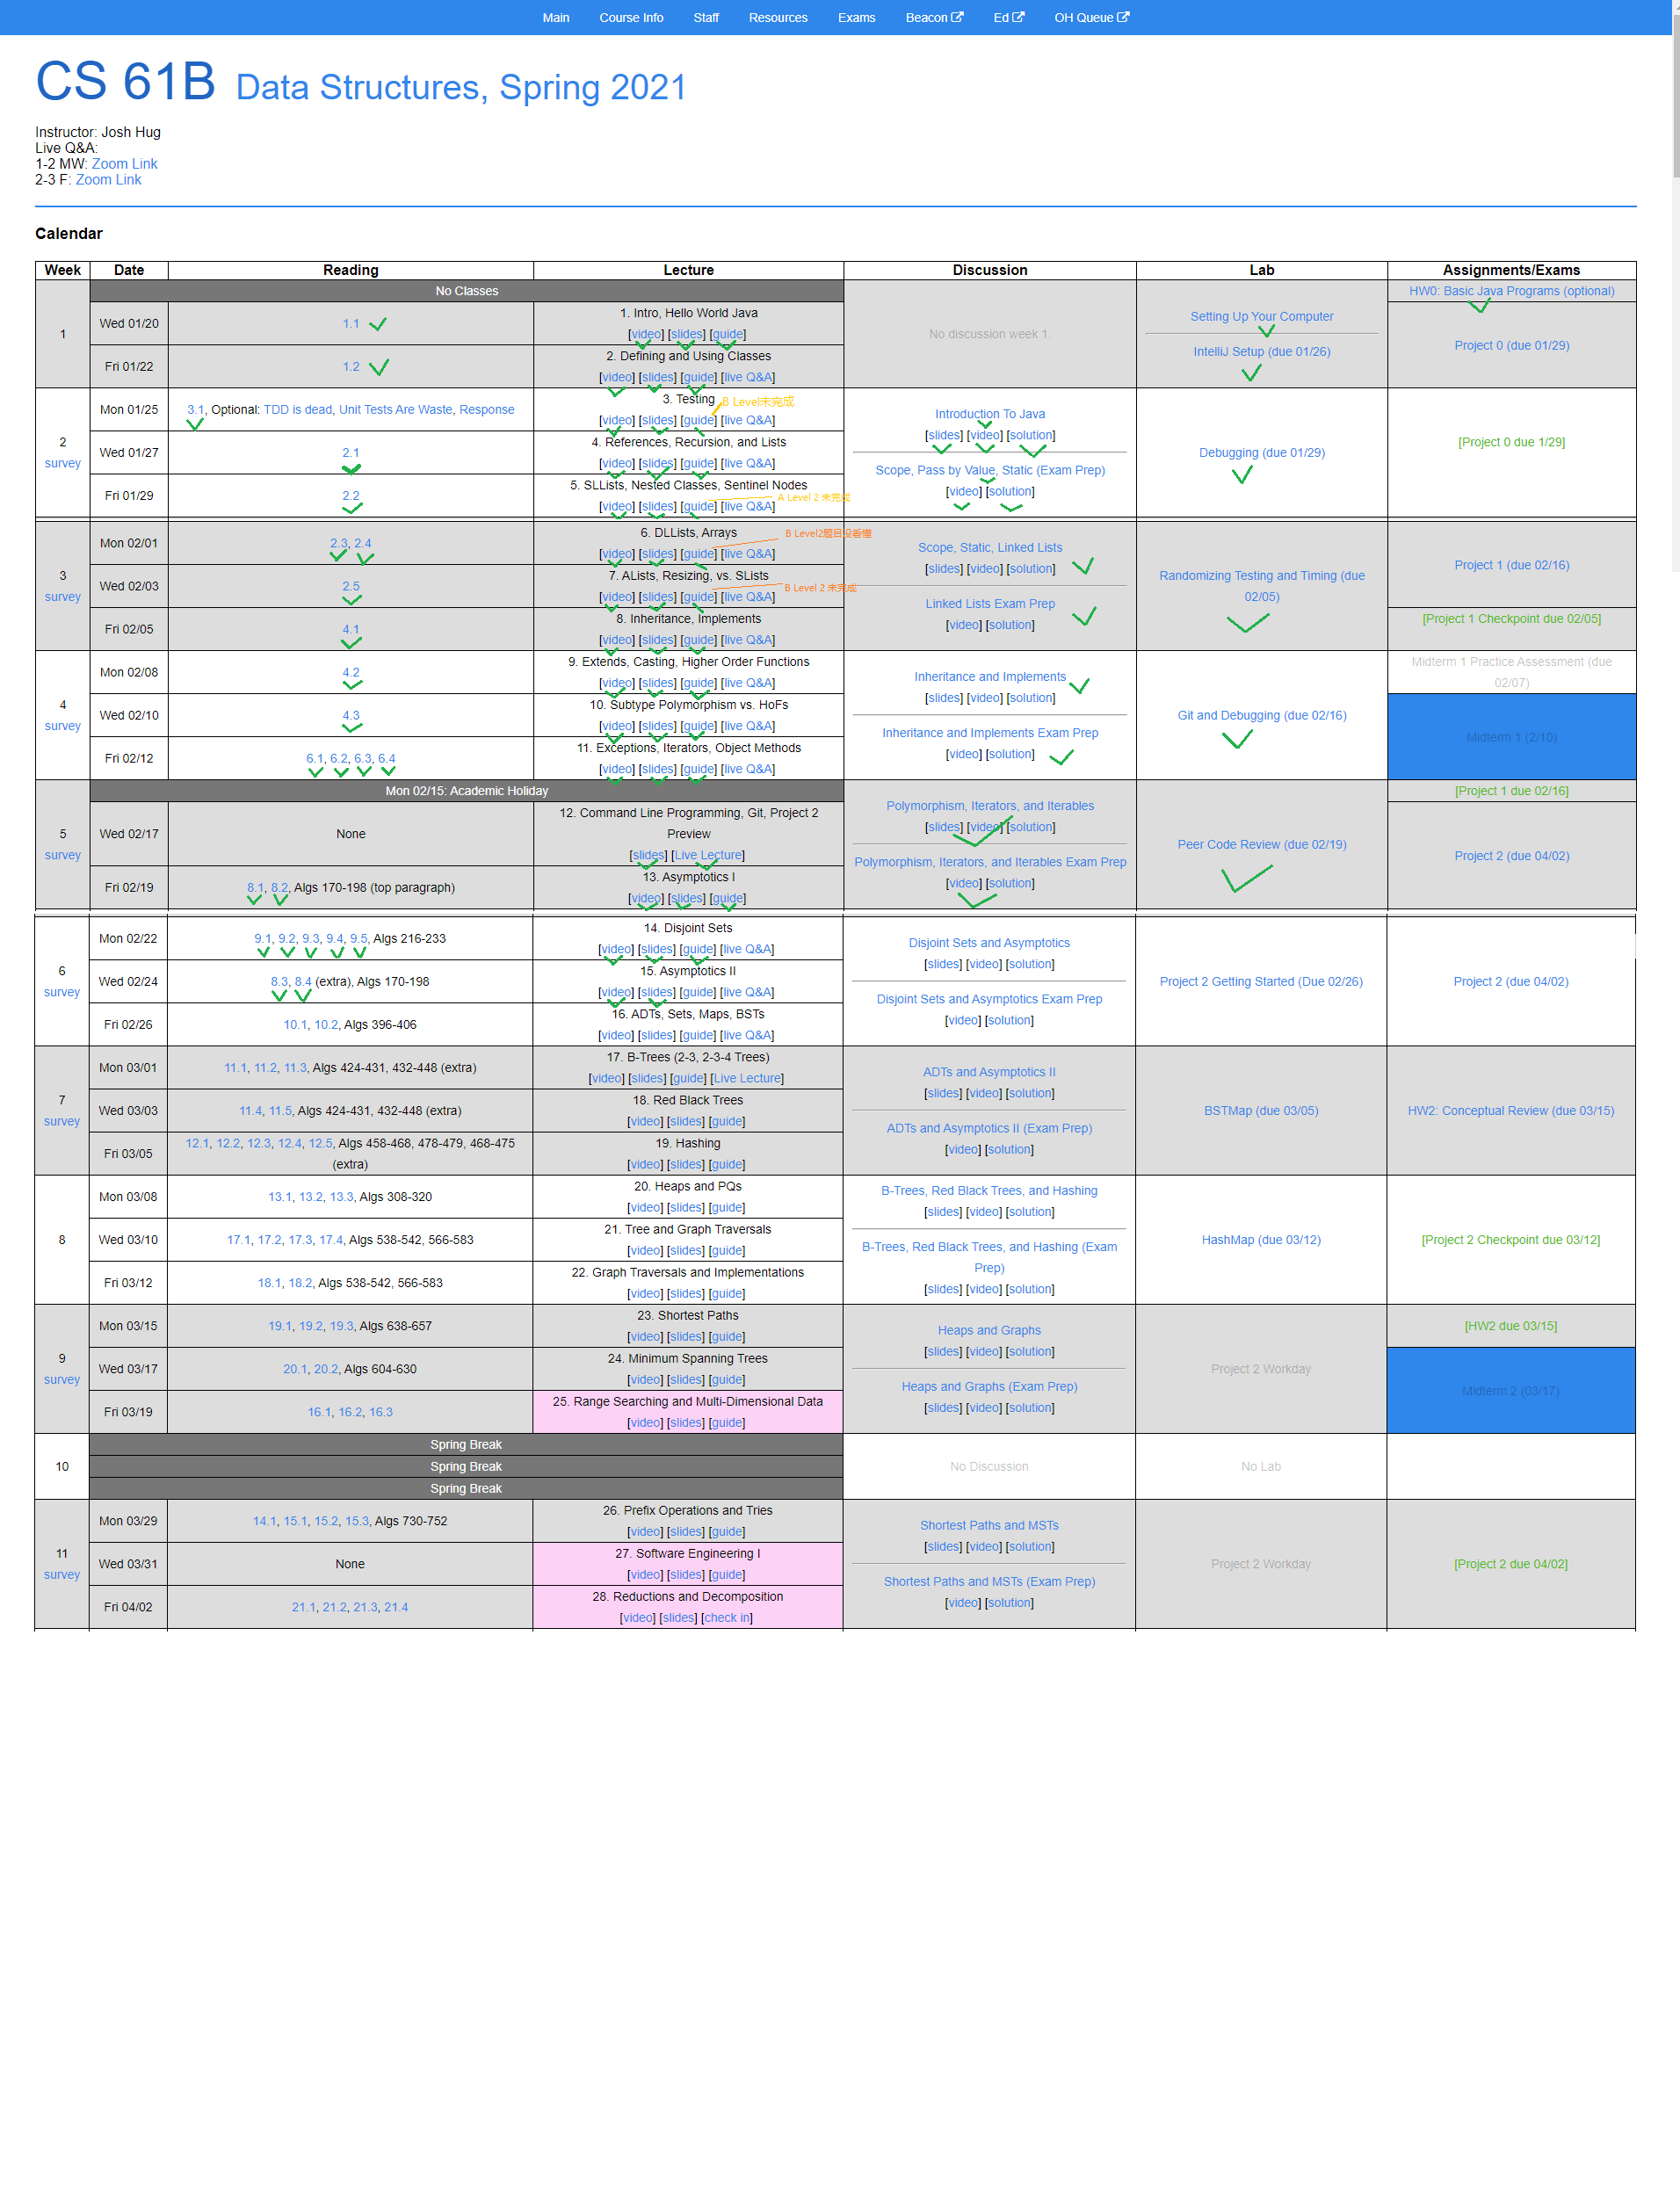 Main Course Info Staff Resources Exams Beacon Ed OH Queue
CS 61B Data Structures, Spring 2021
Instructor: Josh Hug
Live Q&A:
1-2 MW: Zoom Link
2-3 F: Zoom Link
Calendar
Week Date Reading Lecture Discussion Lab Assignments/Exams
1
No Classes
Wed 01/20
1.1
1. Intro, Hello World Java
[video] [slides] [guide]
Fri 01/22
1.2
2. Defining and Using Classes
[video] [slides] [guide] [live Q&A]
No discussion week 1.
Setting Up Your Computer
IntelliJ Setup (due 01/26)
HW0: Basic Java Programs (optional)
Project 0 (due 01/29)
2
survey
Mon 01/25
3.1, Optional: TDD is dead, Unit Tests Are Waste, Response
3. Testing
B Level未完成
[video] [slides] [guide] [live Q&A]
Wed 01/27
2.1
4. References, Recursion, and Lists
[video] [slides] [guide] [live Q&A]
Fri 01/29
2.2
5. SLLists, Nested Classes, Sentinel Nodes
[video] [slides] [guide] [live Q&A]
A Level 2 未完成
Introduction To Java
[slides] [video] [solution]
Scope, Pass by Value, Static (Exam Prep)
[video] [solution]
Debugging (due 01/29)
[Project 0 due 1/29]
3
survey
Mon 02/01
2.3, 2.4
6. DLLists, Arrays
B Level2题目没看懂
[video] [slides] [guide] [live Q&A]
Wed 02/03
2.5
7. ALists, Resizing, vs. SLists
B Level 2 未完成
[video] [slides] [guide] [live Q&A]
Fri 02/05
4.1
8. Inheritance, Implements
[video] [slides] [guide] [live Q&A]
Scope, Static, Linked Lists
[slides] [video] [solution]
Linked Lists Exam Prep
[video] [solution]
Randomizing Testing and Timing (due
02/05)
Project 1 (due 02/16)
[Project 1 Checkpoint due 02/05]
4
survey
Mon 02/08
4.2
9. Extends, Casting, Higher Order Functions
[video] [slides] [guide] [live Q&A]
Wed 02/10
4.3
10. Subtype Polymorphism vs. HoFs
[video] [slides] [guide] [live Q&A]
Fri 02/12
6.1, 6.2, 6.3, 6.4
11. Exceptions, Iterators, Object Methods
[video] [slides] [guide] [live Q&A]
Inheritance and Implements
[slides] [video] [solution]
Inheritance and Implements Exam Prep
[video] [solution]
Git and Debugging (due 02/16)
Midterm 1 Practice Assessment (due
02/07)
Midterm 1 (2/10)
5
survey
Mon 02/15: Academic Holiday
Wed 02/17
None
12. Command Line Programming, Git, Project 2
Preview
[slides] [Live Lecture]
Fri 02/19
8.1, 8.2, Algs 170-198 (top paragraph)
13. Asymptotics I
[video] [slides] [guide]
Polymorphism, Iterators, and Iterables
[slides] [video] [solution]
Polymorphism, Iterators, and Iterables Exam Prep
[video] [solution]
Peer Code Review (due 02/19)
[Project 1 due 02/16]
Project 2 (due 04/02)
6
survey
Mon 02/22
9.1, 9.2, 9.3, 9.4, 9.5, Algs 216-233
14. Disjoint Sets
[video] [slides] [guide] [live Q&A]
Wed 02/24
8.3, 8.4 (extra), Algs 170-198
15. Asymptotics II
[video] [slides] [guide] [live Q&A]
Fri 02/26
10.1, 10.2, Algs 396-406
16. ADTs, Sets, Maps, BSTs
[video] [slides] [guide] [live Q&A]
Disjoint Sets and Asymptotics
[slides] [video] [solution]
Disjoint Sets and Asymptotics Exam Prep
[video] [solution]
Project 2 Getting Started (Due 02/26)
Project 2 (due 04/02)
7
survey
Mon 03/01
11.1, 11.2, 11.3, Algs 424-431, 432-448 (extra)
17. B-Trees (2-3, 2-3-4 Trees)
[video] [slides] [guide] [Live Lecture]
Wed 03/03
11.4, 11.5, Algs 424-431, 432-448 (extra)
18. Red Black Trees
[video] [slides] [guide]
Fri 03/05
12.1, 12.2, 12.3, 12.4, 12.5, Algs 458-468, 478-479, 468-475
(extra)
19. Hashing
[video] [slides] [guide]
ADTs and Asymptotics II
[slides] [video] [solution]
ADTs and Asymptotics II (Exam Prep)
[video] [solution]
BSTMap (due 03/05)
HW2: Conceptual Review (due 03/15)
8
Mon 03/08
13.1, 13.2, 13.3, Algs 308-320
20. Heaps and PQs
[video] [slides] [guide]
Wed 03/10
17.1, 17.2, 17.3, 17.4, Algs 538-542, 566-583
21. Tree and Graph Traversals
[video] [slides] [guide]
Fri 03/12
18.1, 18.2, Algs 538-542, 566-583
22. Graph Traversals and Implementations
[video] [slides] [guide]
B-Trees, Red Black Trees, and Hashing
[slides] [video] [solution]
B-Trees, Red Black Trees, and Hashing (Exam
Prep)
[slides] [video] [solution]
HashMap (due 03/12)
[Project 2 Checkpoint due 03/12]
9
survey
Mon 03/15
19.1, 19.2, 19.3, Algs 638-657
23. Shortest Paths
[video] [slides] [guide]
Wed 03/17
20.1, 20.2, Algs 604-630
24. Minimum Spanning Trees
[video] [slides] [guide]
Fri 03/19
16.1, 16.2, 16.3
25. Range Searching and Multi-Dimensional Data
[video] [slides] [guide]
Heaps and Graphs
[slides] [video] [solution]
Heaps and Graphs (Exam Prep)
[slides] [video] [solution]
Project 2 Workday
[HW2 due 03/15]
Midterm 2 (03/17)
10
Spring Break
Spring Break
Spring Break
No Discussion
No Lab
11
survey
Mon 03/29
14.1, 15.1, 15.2, 15.3, Algs 730-752
26. Prefix Operations and Tries
[video] [slides] [guide]
Wed 03/31
None
27. Software Engineering I
[video] [slides] [guide]
Fri 04/02
21.1, 21.2, 21.3, 21.4
28. Reductions and Decomposition
[video] [slides] [check in]
Shortest Paths and MSTs
[slides] [video] [solution]
Shortest Paths and MSTs (Exam Prep)
[video] [solution]
Project 2 Workday
[Project 2 due 04/02]